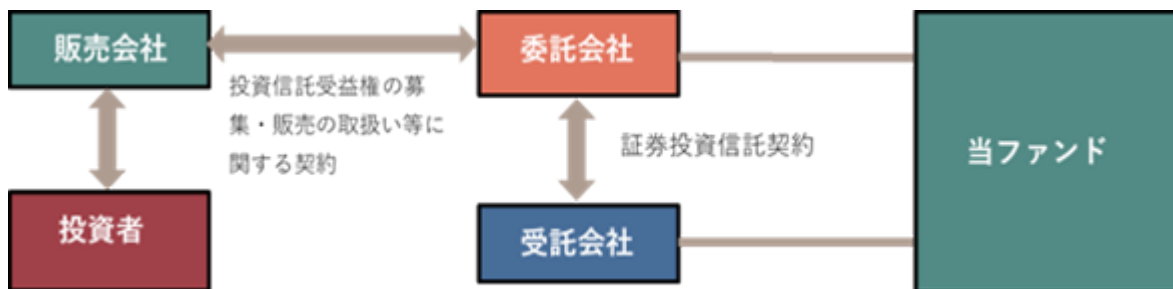 販売会社
委託会社
投資信託受益権の募
集・販売の取扱い等に
関する契約
証券投資信託契約
当ファンド
投資者
受託会社